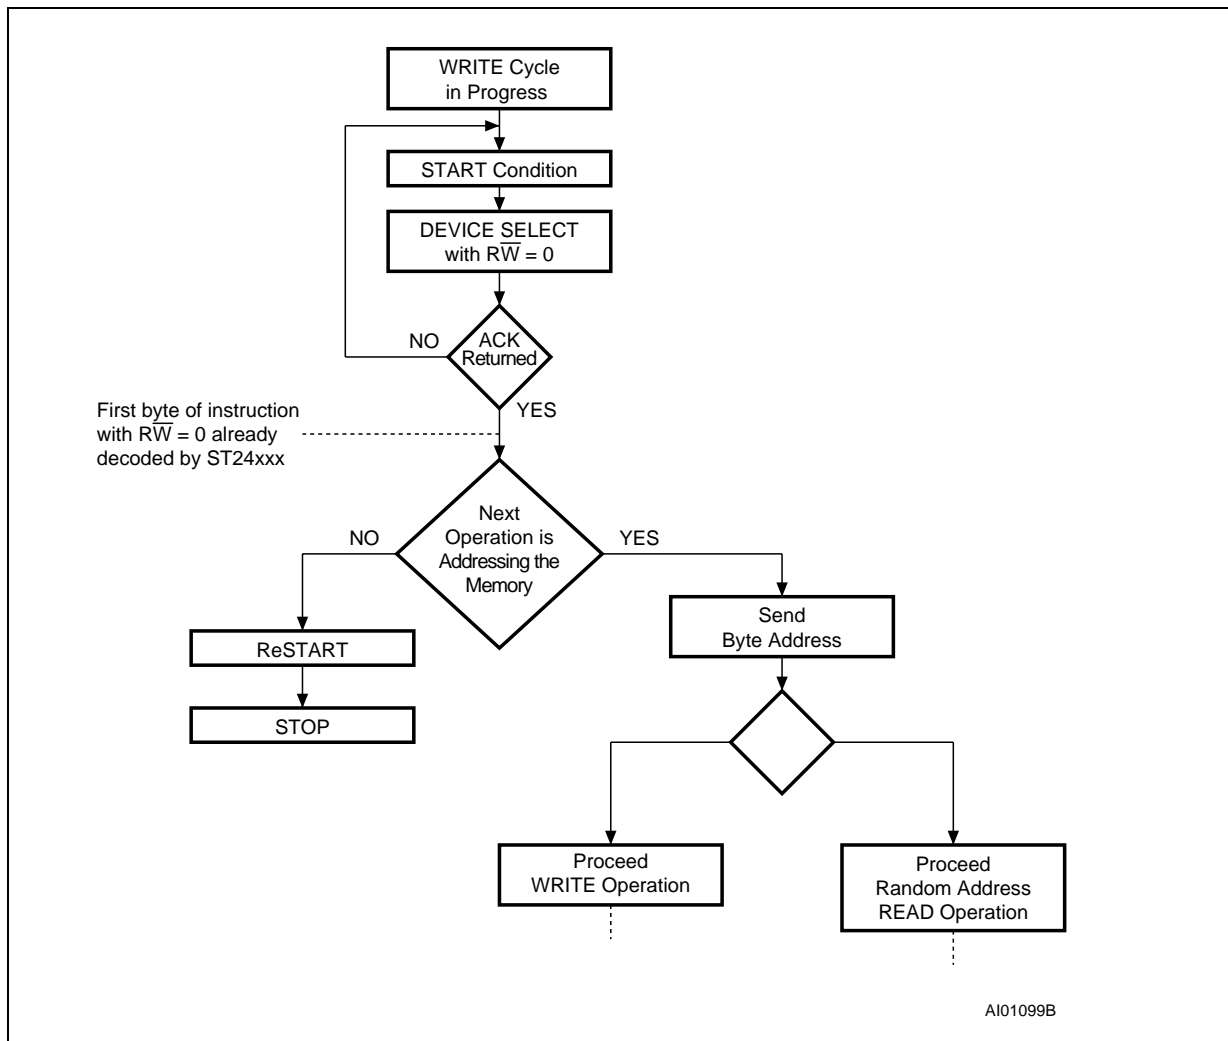 WRITE Cycle
in Progress
START Condition
DEVICE SELECT
with RW̅ = 0
NO
ACK
Returned
YES
First byte of instruction
with RW̅ = 0 already
decoded by ST24xxx
NO
Next
Operation is
Addressing the
Memory
YES
Send
Byte Address
ReSTART
STOP
Proceed
WRITE Operation
Proceed
Random Address
READ Operation
AI01099B